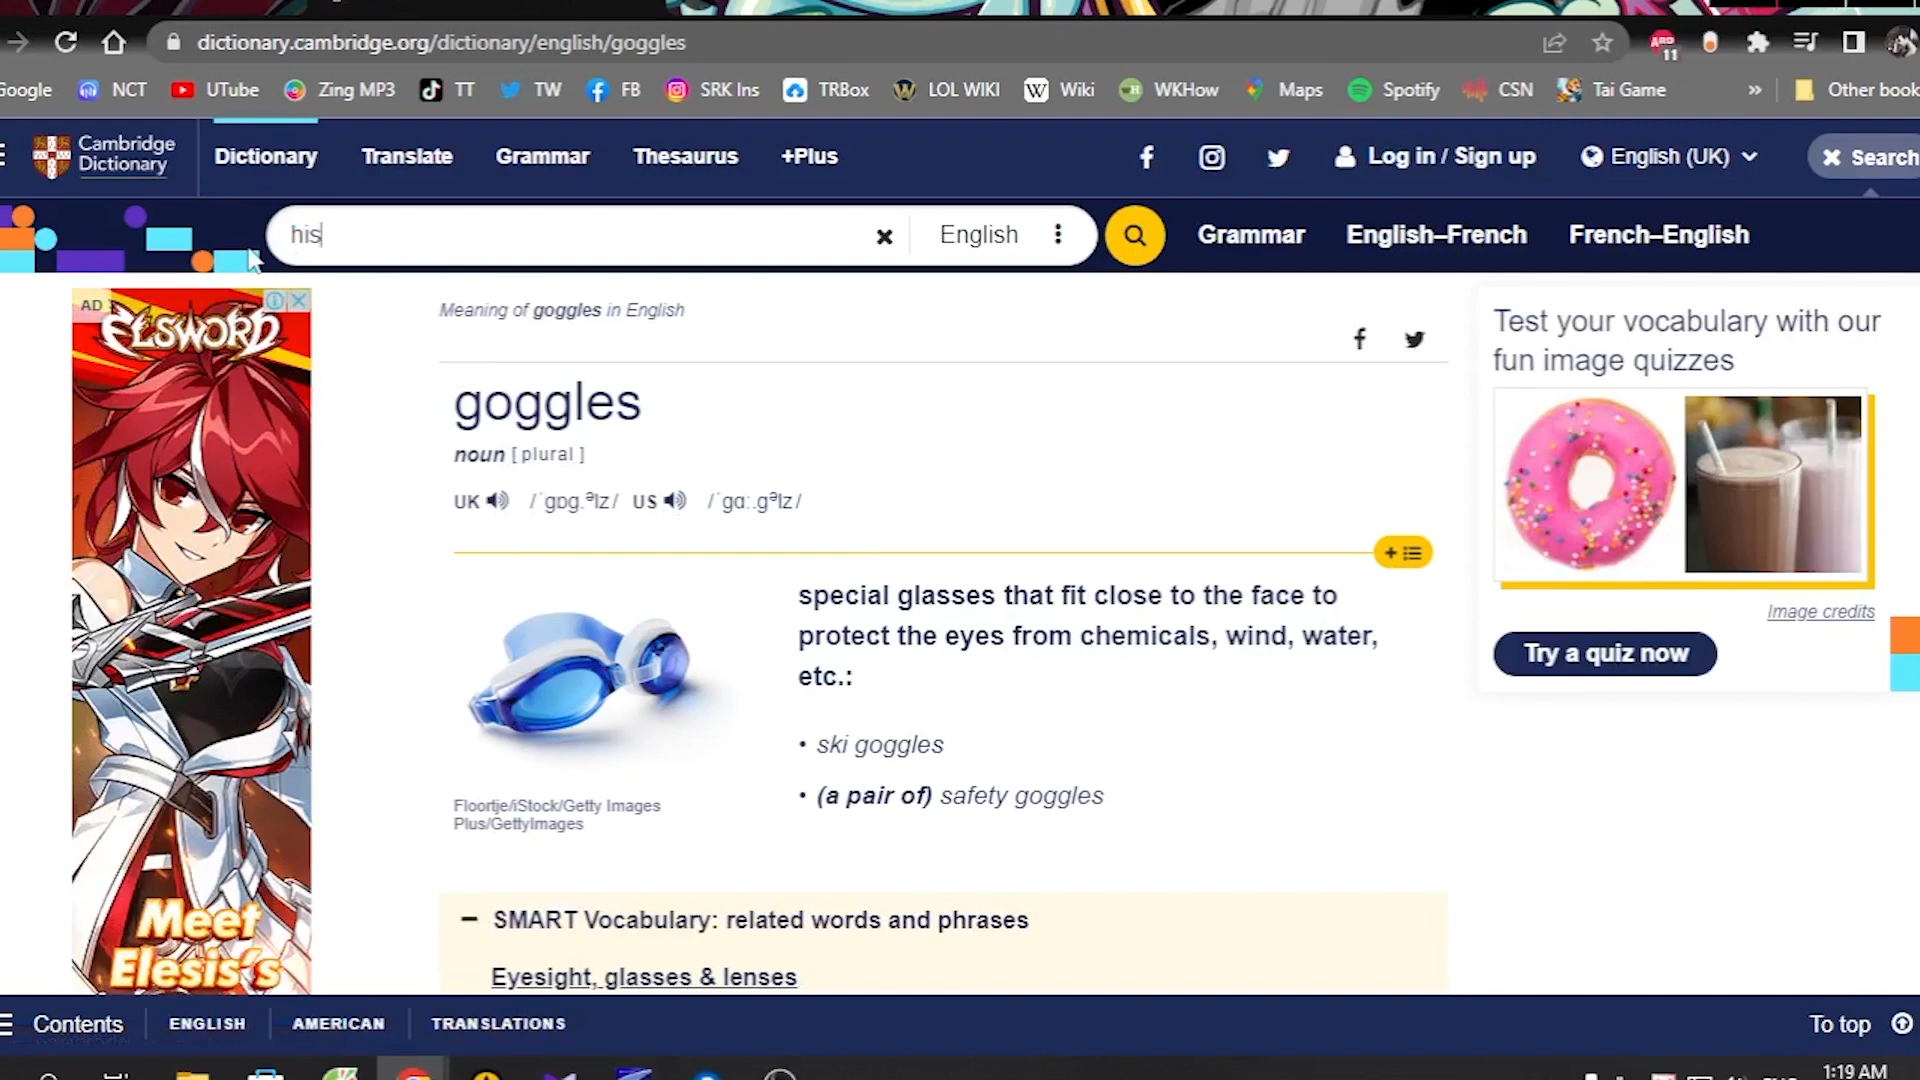 dictionary.cambridge.org/dictionary/english/goggles
ABD
11
Google NCT UTube Zing MP3 TT TW FB SRK Ins TRBox LOL WIKI Wiki WKHow Maps Spotify CSN Tai Game » Other book
Cambridge
Dictionary
Dictionary Translate Grammar Thesaurus +Plus Log in / Sign up English (UK) Search
his English Grammar English–French French–English
AD
ELSWORD
Meet
Elesis's
Meaning of goggles in English
goggles
noun [ plural ]
UK /ˈɡɒɡ.ᵊlz/ US /ˈɡɑː.ɡᵊlz/
special glasses that fit close to the face to
protect the eyes from chemicals, wind, water,
etc.:
• ski goggles
• (a pair of) safety goggles
Floortje/iStock/Getty Images
Plus/GettyImages
SMART Vocabulary: related words and phrases
Eyesight, glasses & lenses
Test your vocabulary with our
fun image quizzes
Image credits
Try a quiz now
Contents ENGLISH AMERICAN TRANSLATIONS To top
1:19 AM